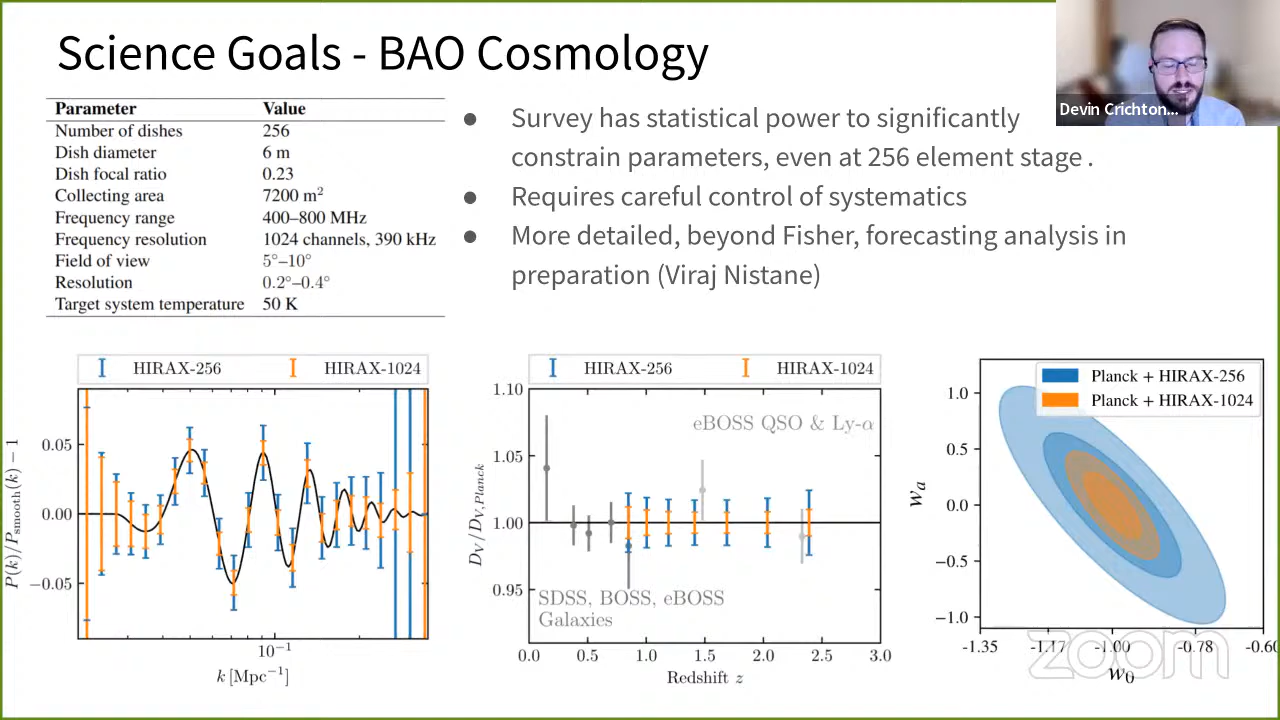 Science Goals - BAO Cosmology
Devin Crichton...
Parameter Value
Number of dishes 256
Dish diameter 6 m
Dish focal ratio 0.23
Collecting area 7200 m²
Frequency range 400–800 MHz
Frequency resolution 1024 channels, 390 kHz
Field of view 5°–10°
Resolution 0.2°–0.4°
Target system temperature 50 K
● Survey has statistical power to significantly
constrain parameters, even at 256 element stage .
● Requires careful control of systematics
● More detailed, beyond Fisher, forecasting analysis in
preparation (Viraj Nistane)
HIRAX-256 HIRAX-1024
P(k)/P_smooth(k) − 1
0.05
0.00
−0.05
10⁻¹
k [Mpc⁻¹]
HIRAX-256 HIRAX-1024
D_V/D_V,Planck
1.10
1.05
1.00
0.95
eBOSS QSO & Ly-α
SDSS, BOSS, eBOSS
Galaxies
0.0 0.5 1.0 1.5 2.0 2.5 3.0
Redshift z
Planck + HIRAX-256
Planck + HIRAX-1024
w_a
1.0
0.5
0.0
−0.5
−1.0
-1.35 -1.17 -1.00 -0.78 -0.60
w₀
zoom